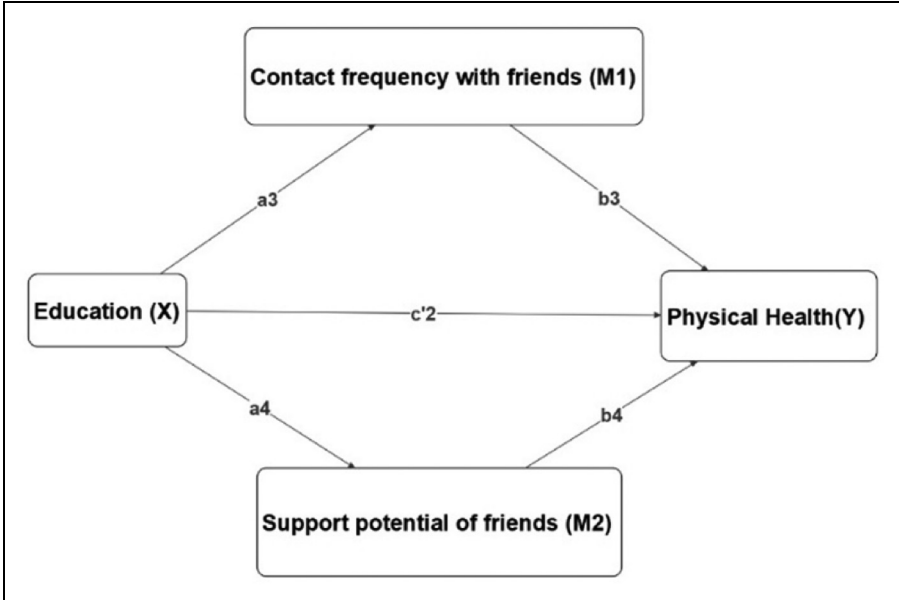 Contact frequency with friends (M1)
a3
b3
Education (X)
c'2
Physical Health(Y)
a4
b4
Support potential of friends (M2)